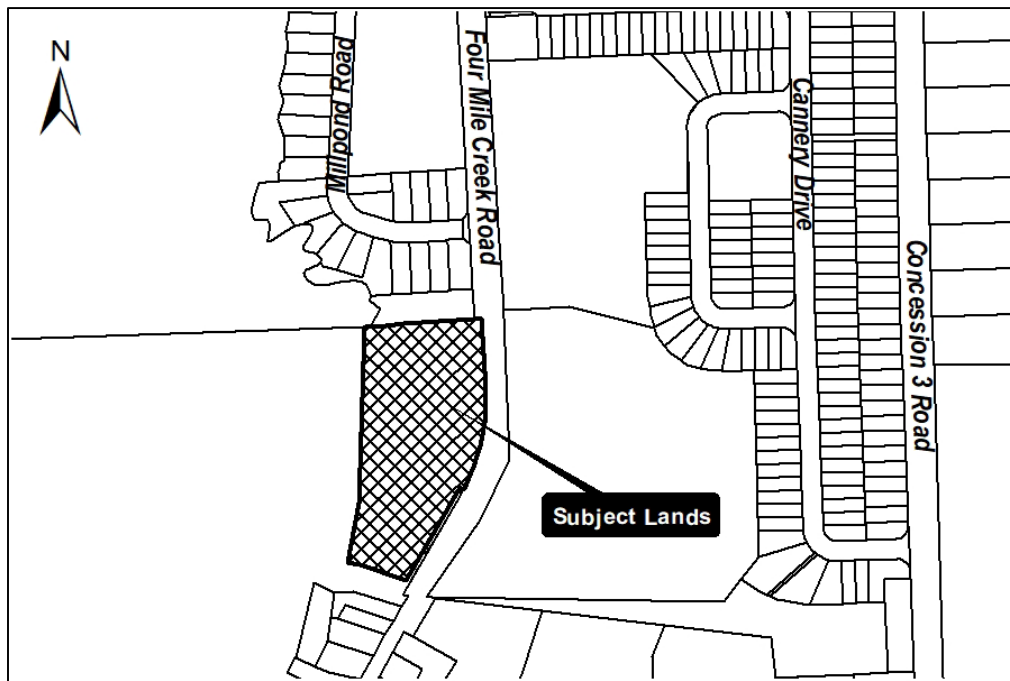 N
Millpond Road
Four Mile Creek Road
Cannery Drive
Concession 3 Road
Subject Lands